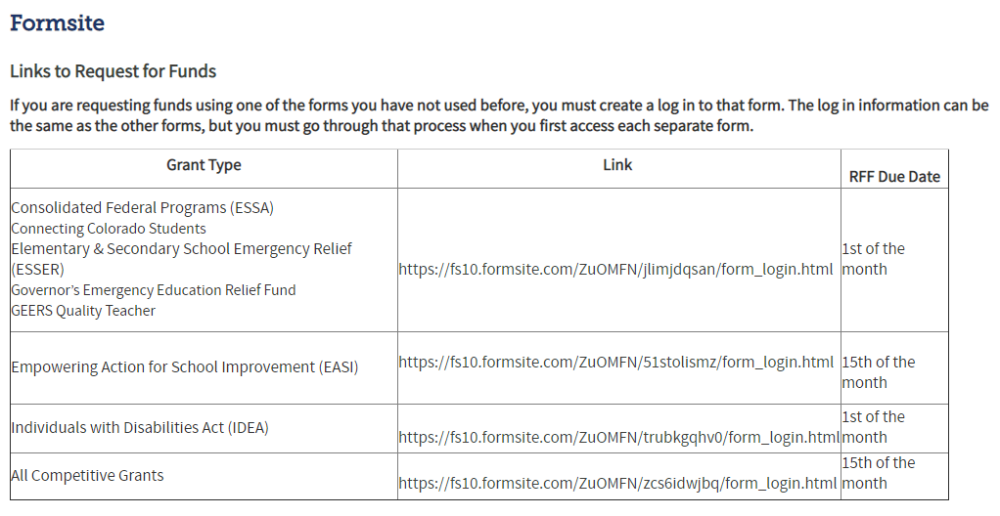 Formsite
Links to Request for Funds
If you are requesting funds using one of the forms you have not used before, you must create a log in to that form. The log in information can be
the same as the other forms, but you must go through that process when you first access each separate form.
Grant Type
Link
RFF Due Date
Consolidated Federal Programs (ESSA)
Connecting Colorado Students
Elementary & Secondary School Emergency Relief
(ESSER)
Governor’s Emergency Education Relief Fund
GEERS Quality Teacher
https://fs10.formsite.com/ZuOMFN/jlimjdqsan/form_login.html
1st of the
month
Empowering Action for School Improvement (EASI)
https://fs10.formsite.com/ZuOMFN/51stolismz/form_login.html
15th of the
month
Individuals with Disabilities Act (IDEA)
https://fs10.formsite.com/ZuOMFN/trubkgqhv0/form_login.html
1st of the
month
All Competitive Grants
https://fs10.formsite.com/ZuOMFN/zcs6idwjbq/form_login.html
15th of the
month